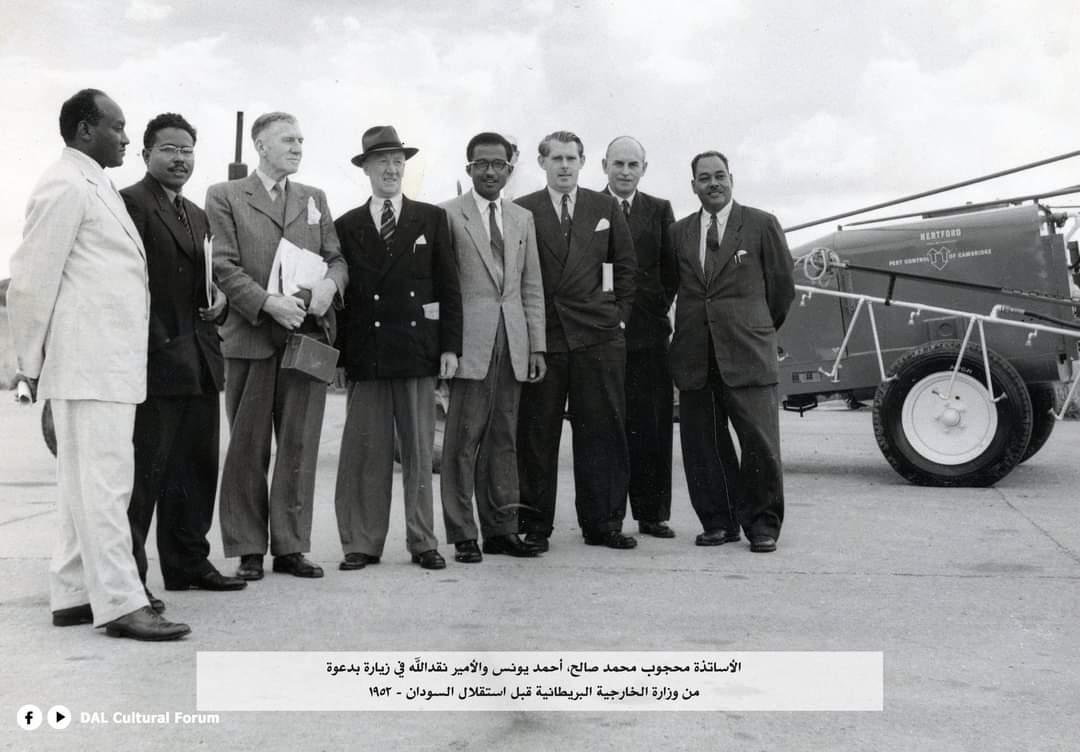 HERTFORD
PEST CONTROL OF CAMBRIDGE
الأساتذة محجوب محمد صالح، أحمد يونس والأمير نقدالله في زيارة بدعوة
من وزارة الخارجية البريطانية قبل استقلال السودان - ١٩٥٢
DAL Cultural Forum